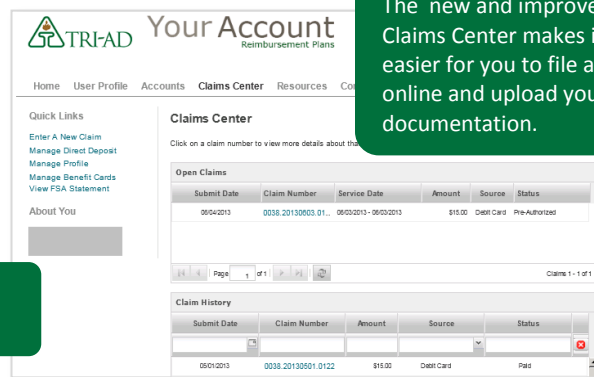 TRI-AD
Your Account
Reimbursement Plans
The new and improve
Claims Center makes i
easier for you to file a
online and upload you
documentation.
Home User Profile Accounts Claims Center Resources Co
Quick Links
Enter A New Claim
Manage Direct Deposit
Manage Profile
Manage Benefit Cards
View FSA Statement
About You
Claims Center
Click on a claim number to view more details about tha
Open Claims
Submit Date Claim Number Service Date Amount Source Status
06/04/2013 0038.20130603.01.. 06/03/2013 - 06/03/2013 $15.00 Debit Card Pre-Authorized
Page 1 of 1 Claims 1 - 1 of 1
Claim History
Submit Date Claim Number Amount Source Status
05/01/2013 0038.20130501.0122 $15.00 Debit Card Paid